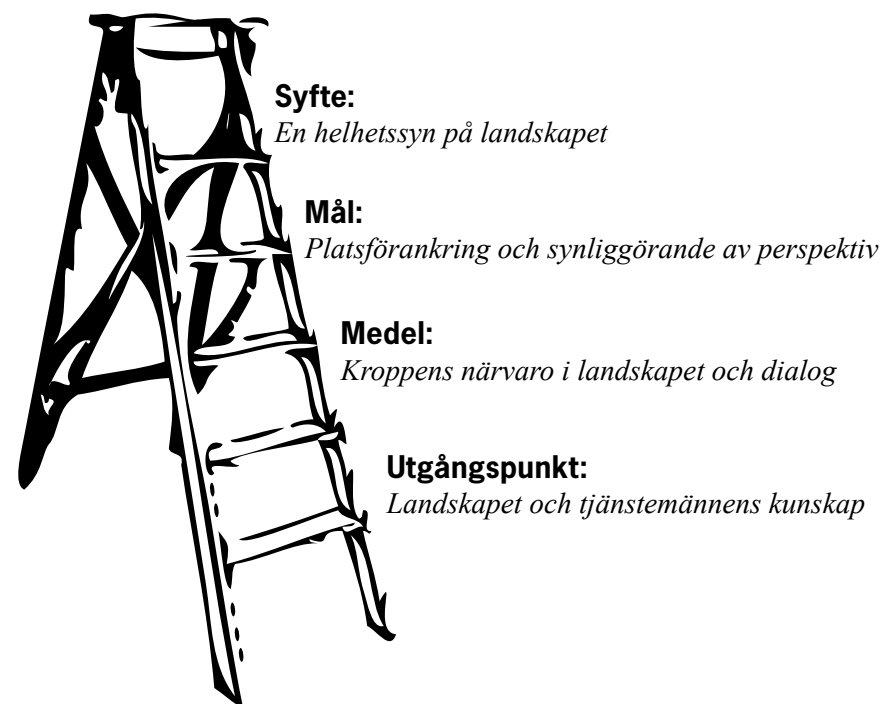 Syfte:
En helhetssyn på landskapet
Mål:
Platsförankring och synliggörande av perspektiv
Medel:
Kroppens närvaro i landskapet och dialog
Utgångspunkt:
Landskapet och tjänstemännens kunskap